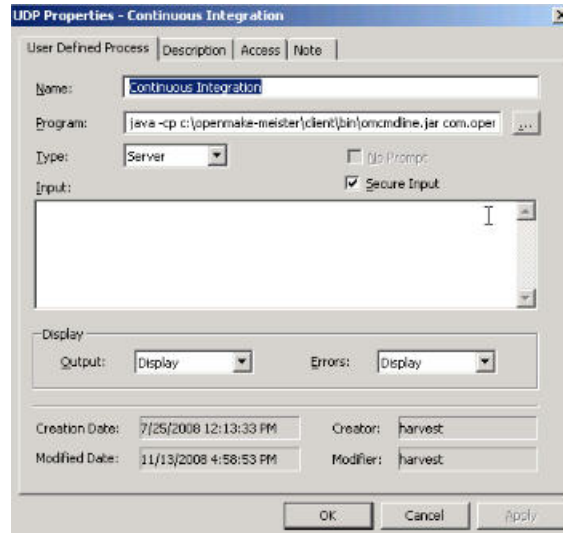 UDP Properties - Continuous Integration
User Defined Process Description Access Note
Name: Continuous Integration
Program: java -cp c:\openmake-meister\client\bin\omcmdline.jar com.oper ...
Type: Server No Prompt
Input: Secure Input
Display
Output: Display Errors: Display
Creation Date: 7/25/2008 12:13:33 PM Creator: harvest
Modified Date: 11/13/2008 4:58:53 PM Modifier: harvest
OK Cancel Apply